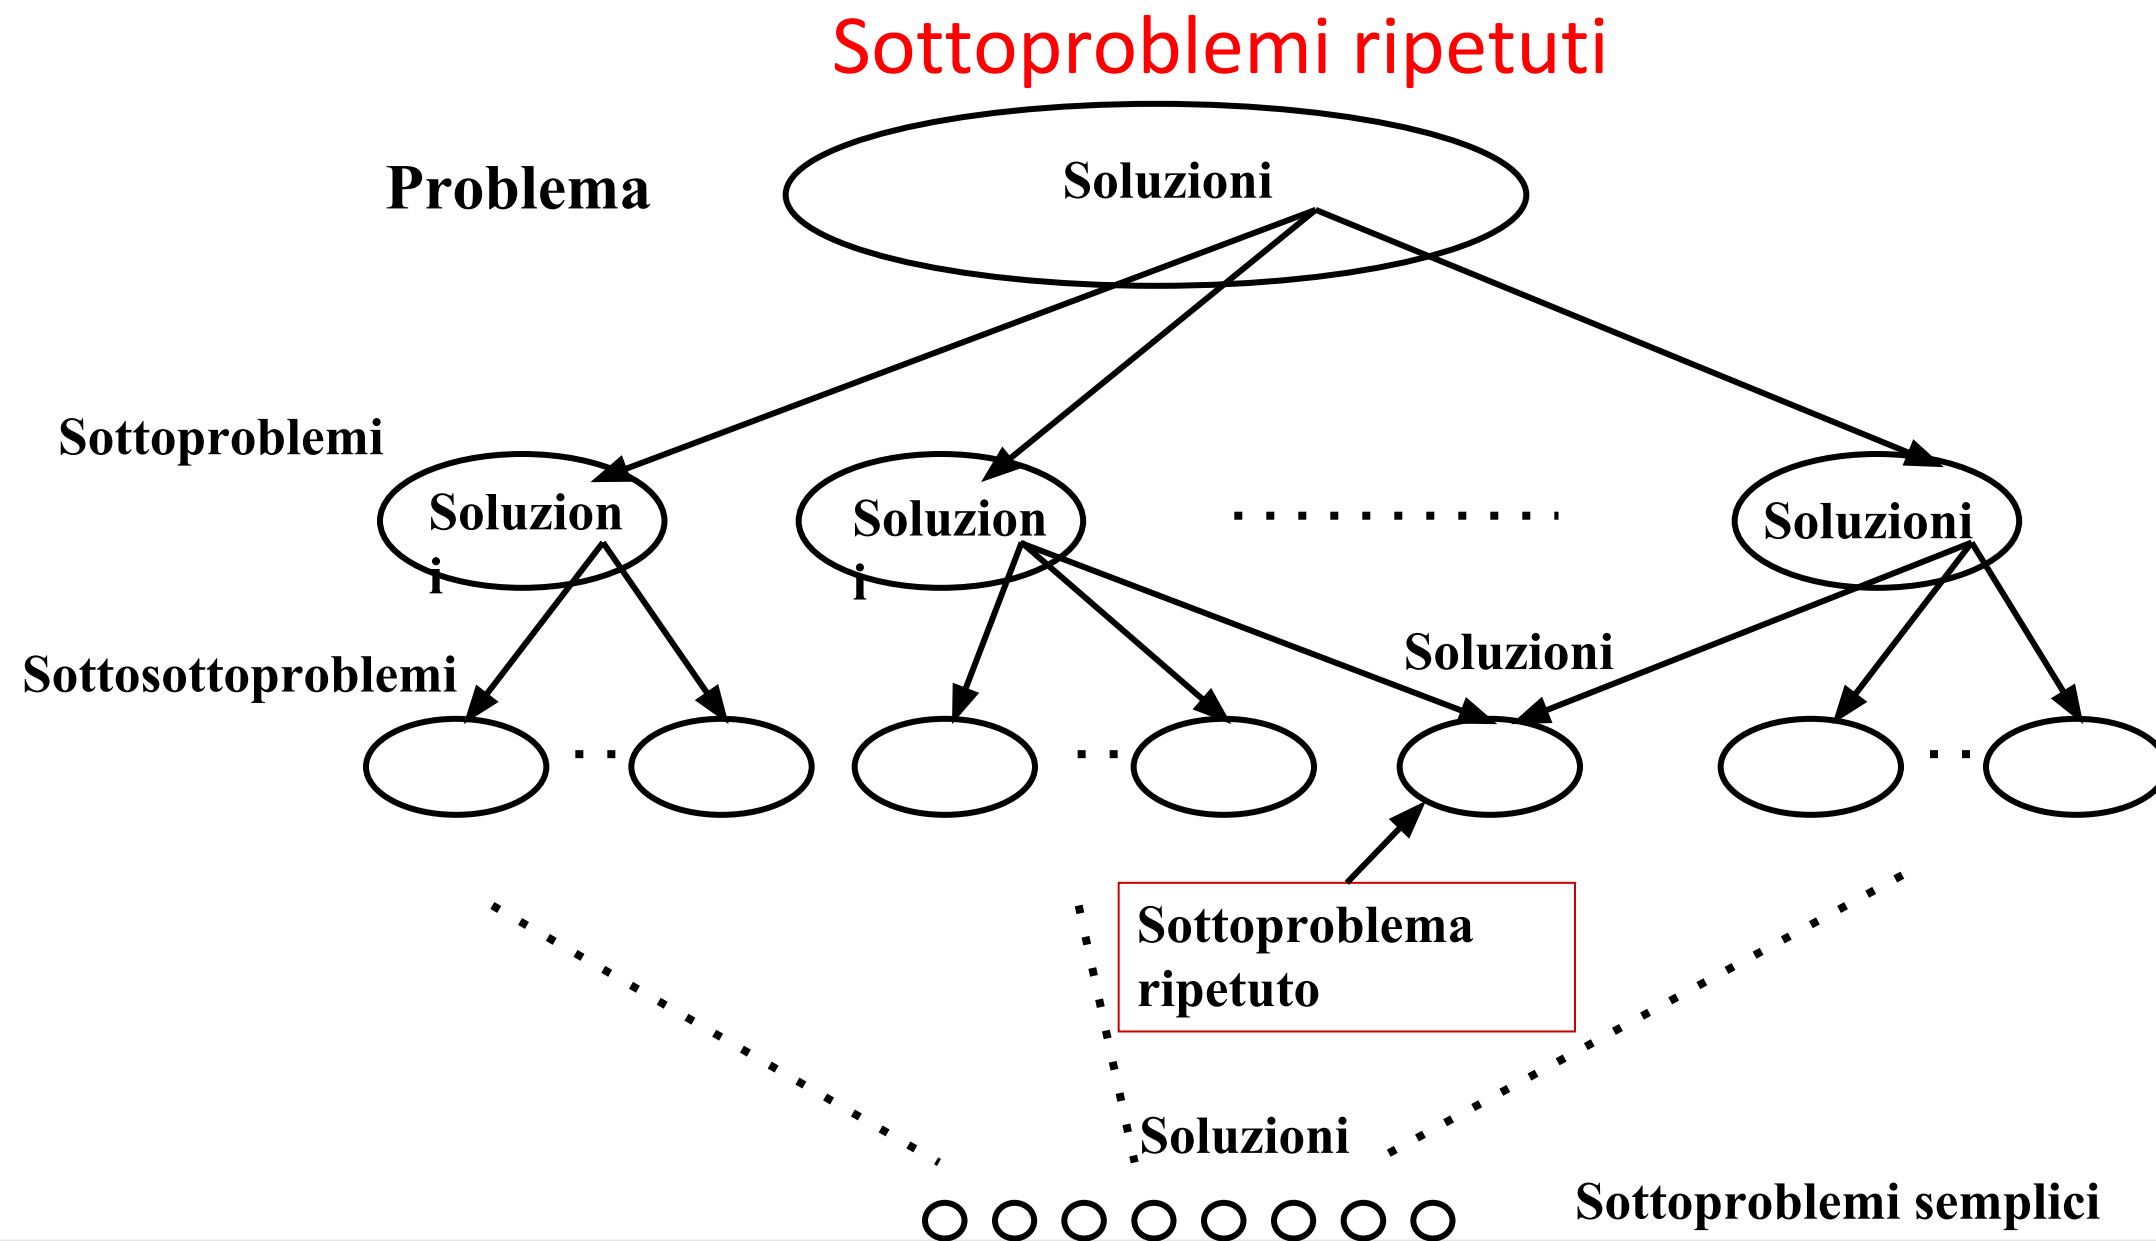 Sottoproblemi ripetuti
Problema
Soluzioni
Sottoproblemi
Soluzion
i
Soluzion
i
Soluzioni
Sottosottoproblemi
Soluzioni
Sottoproblema
ripetuto
Soluzioni
Sottoproblemi semplici